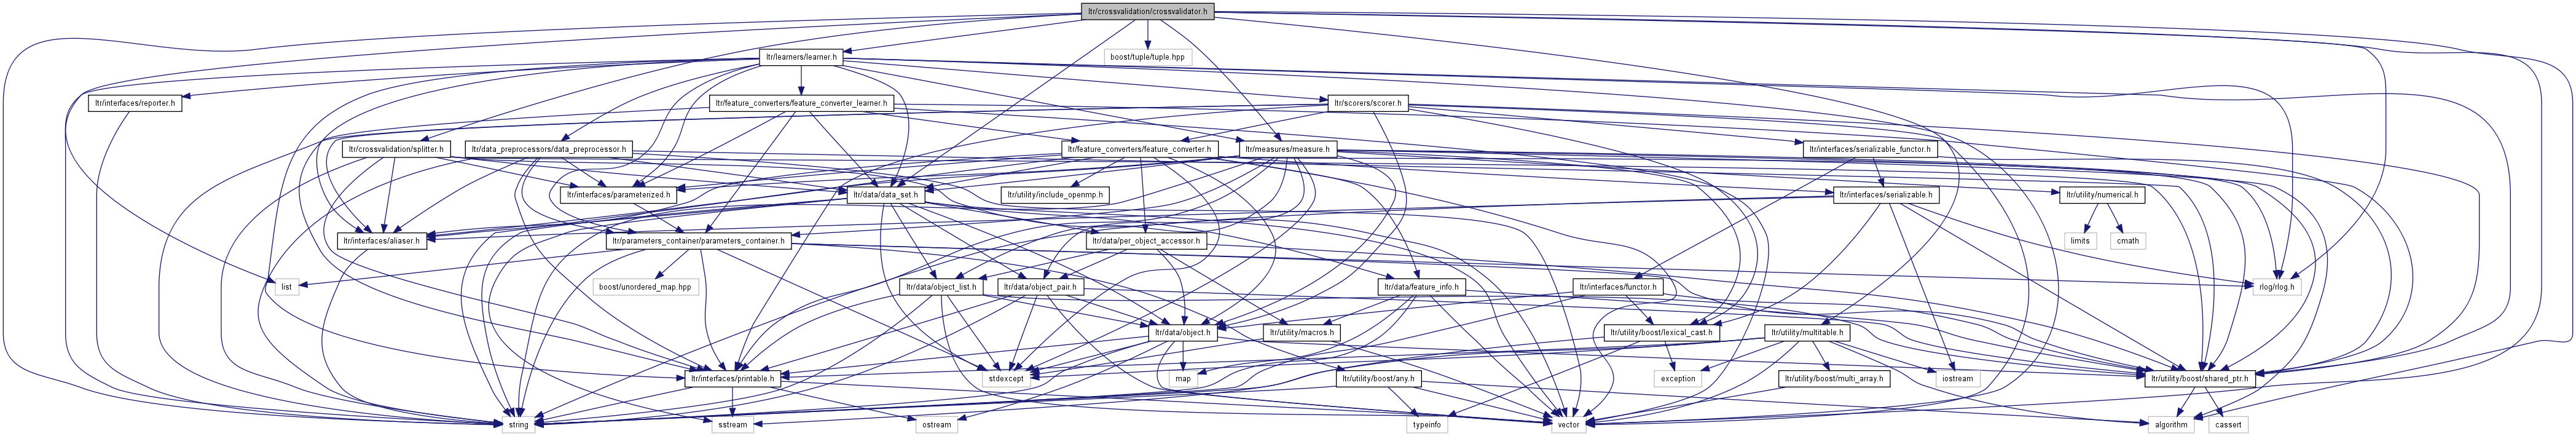 ltr/crossvalidation/crossvalidator.h
ltr/learners/learner.h
boost/tuple/tuple.hpp
ltr/interfaces/reporter.h
ltr/feature_converters/feature_converter_learner.h
ltr/scorers/scorer.h
ltr/crossvalidation/splitter.h
ltr/data_preprocessors/data_preprocessor.h
ltr/feature_converters/feature_converter.h
ltr/measures/measure.h
ltr/interfaces/serializable_functor.h
ltr/interfaces/parameterized.h
ltr/data/data_set.h
ltr/utility/include_openmp.h
ltr/interfaces/serializable.h
ltr/utility/numerical.h
ltr/interfaces/aliaser.h
ltr/parameters_container/parameters_container.h
ltr/data/per_object_accessor.h
limits
cmath
list
boost/unordered_map.hpp
ltr/data/object_list.h
ltr/data/object_pair.h
ltr/data/feature_info.h
ltr/interfaces/functor.h
rlog/rlog.h
ltr/data/object.h
ltr/utility/macros.h
ltr/utility/boost/lexical_cast.h
ltr/utility/multitable.h
ltr/interfaces/printable.h
stdexcept
map
ltr/utility/boost/any.h
exception
ltr/utility/boost/multi_array.h
iostream
ltr/utility/boost/shared_ptr.h
string
sstream
ostream
typeinfo
vector
algorithm
cassert